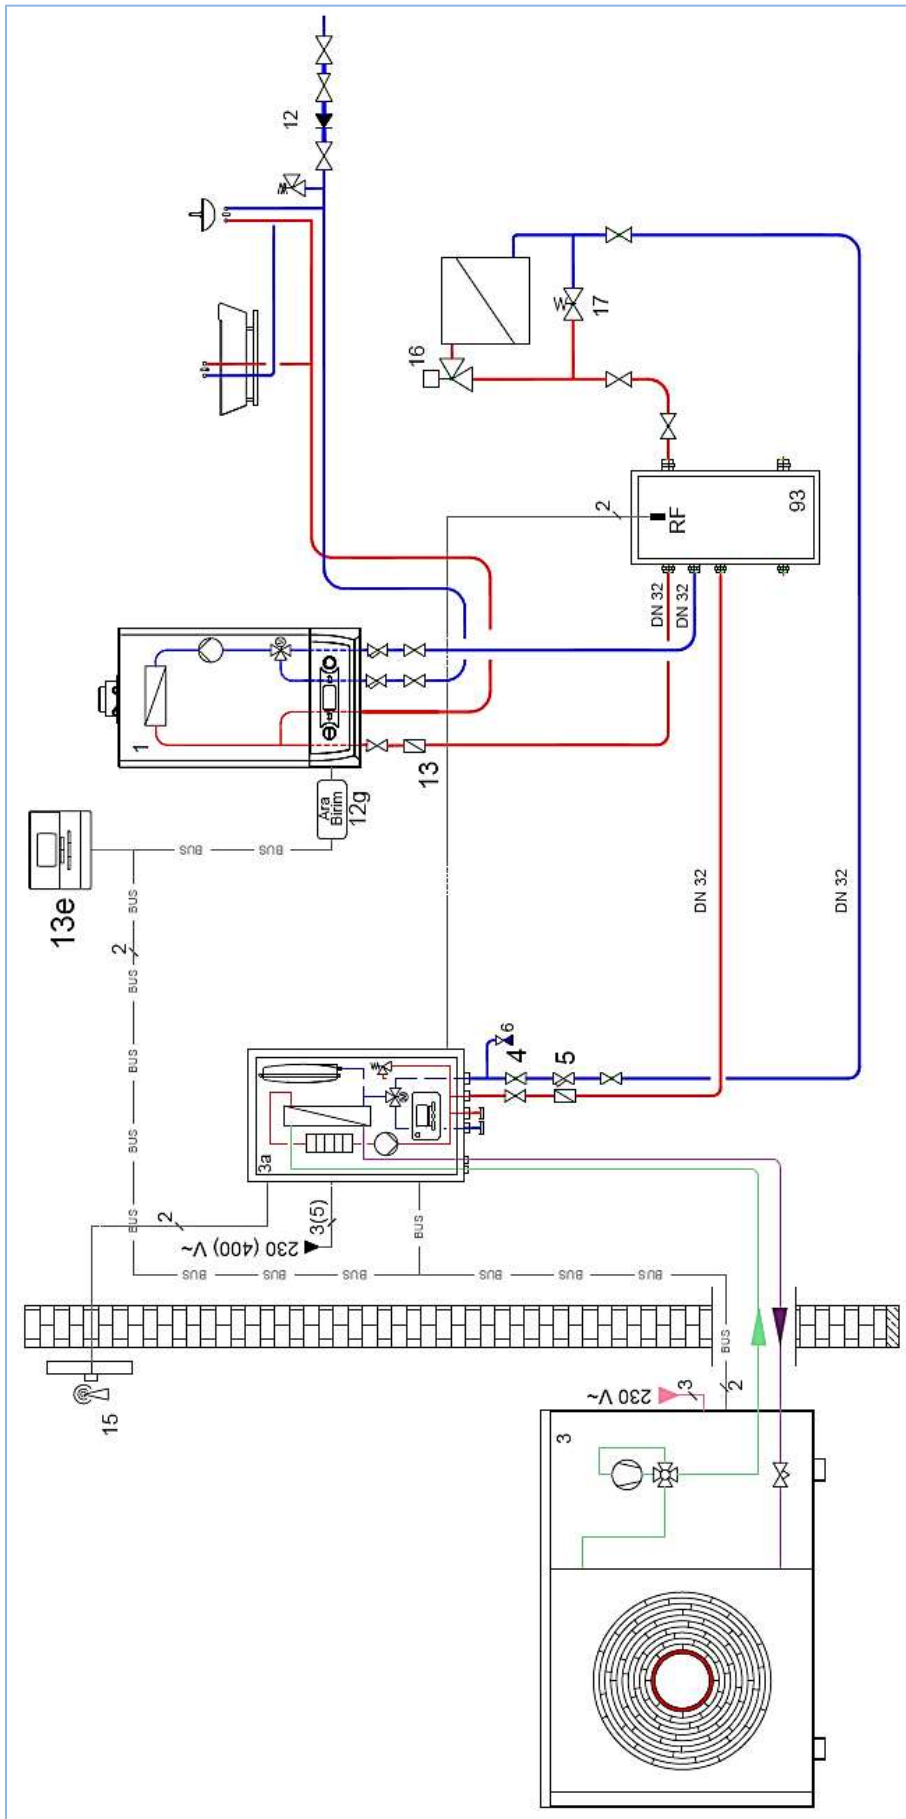 15
13e
BUS
BUS
BUS
BUS
2
BUS
BUS
BUS
2
BUS
BUS
BUS
230 (400) V~
3(5)
3a
BUS
BUS
BUS
BUS
Ara
Birim
12g
1
12
13
4
5
6
16
17
2
RF
93
DN 32
DN 32
DN 32
DN 32
3
230 V~
3
2
BUS